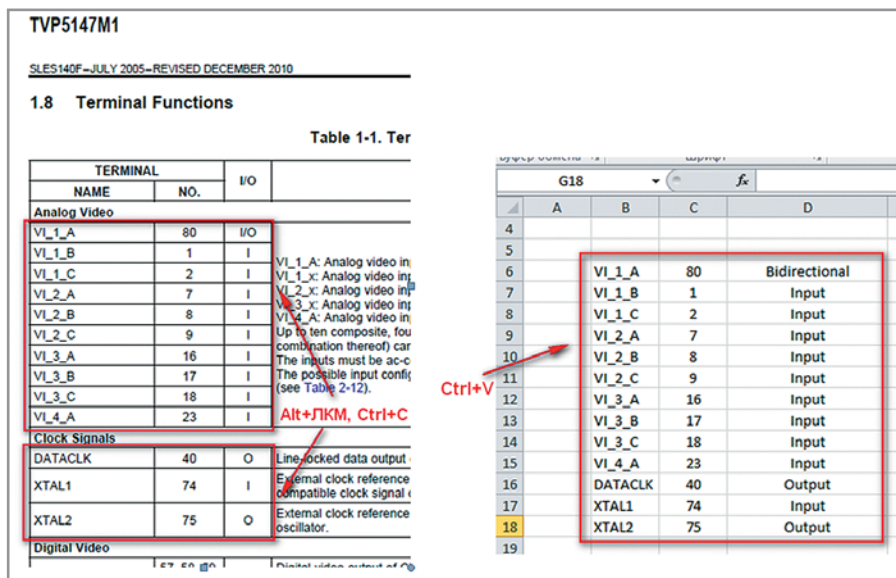 TVP5147M1
SLES140F–JULY 2005–REVISED DECEMBER 2010
1.8 Terminal Functions
Table 1-1. Ter
TERMINAL I/O
NAME NO.
Analog Video
VI_1_A 80 I/O
VI_1_B 1 I
VI_1_C 2 I
VI_2_A 7 I
VI_2_B 8 I
VI_2_C 9 I
VI_3_A 16 I
VI_3_B 17 I
VI_3_C 18 I
VI_4_A 23 I
VI_1_A: Analog video in
VI_1_x: Analog video inp
VI_2_x: Analog video in
VI_3_x: Analog video inp
VI_4_A: Analog video in
Up to ten composite, fou
combination thereof) can
The inputs must be ac-c
The possible input config
(see Table 2-12).
Alt+ЛКМ, Ctrl+C
Clock Signals
DATACLK 40 O Line-locked data output
XTAL1 74 I External clock reference
compatible clock signal
XTAL2 75 O External clock reference
oscillator.
Digital Video
Digital video output of
Ctrl+V
буфер обмена шрифт
G18 fx
A B C D
4
5
6 VI_1_A 80 Bidirectional
7 VI_1_B 1 Input
8 VI_1_C 2 Input
9 VI_2_A 7 Input
10 VI_2_B 8 Input
11 VI_2_C 9 Input
12 VI_3_A 16 Input
13 VI_3_B 17 Input
14 VI_3_C 18 Input
15 VI_4_A 23 Input
16 DATACLK 40 Output
17 XTAL1 74 Input
18 XTAL2 75 Output
19